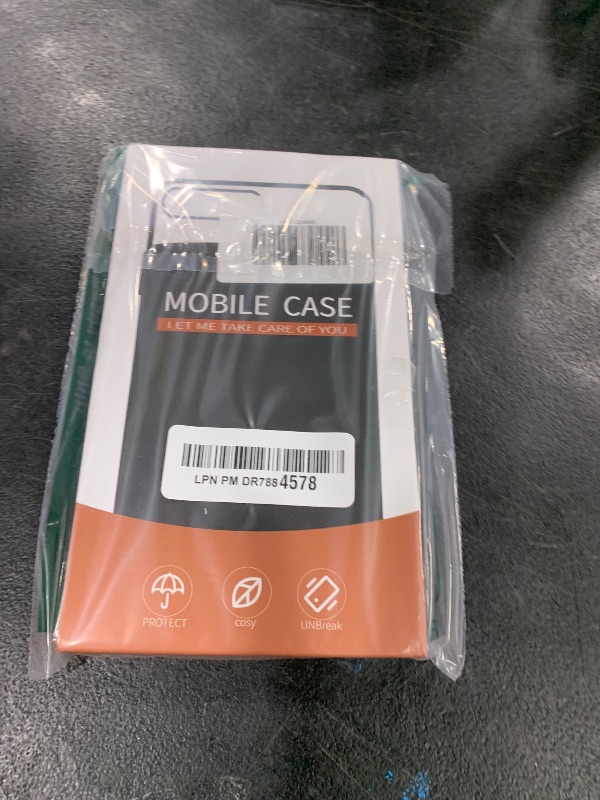 MOBILE CASE
LET ME TAKE CARE OF YOU
LPN PM DR7884578
PROTECT
cosy
UNBreak